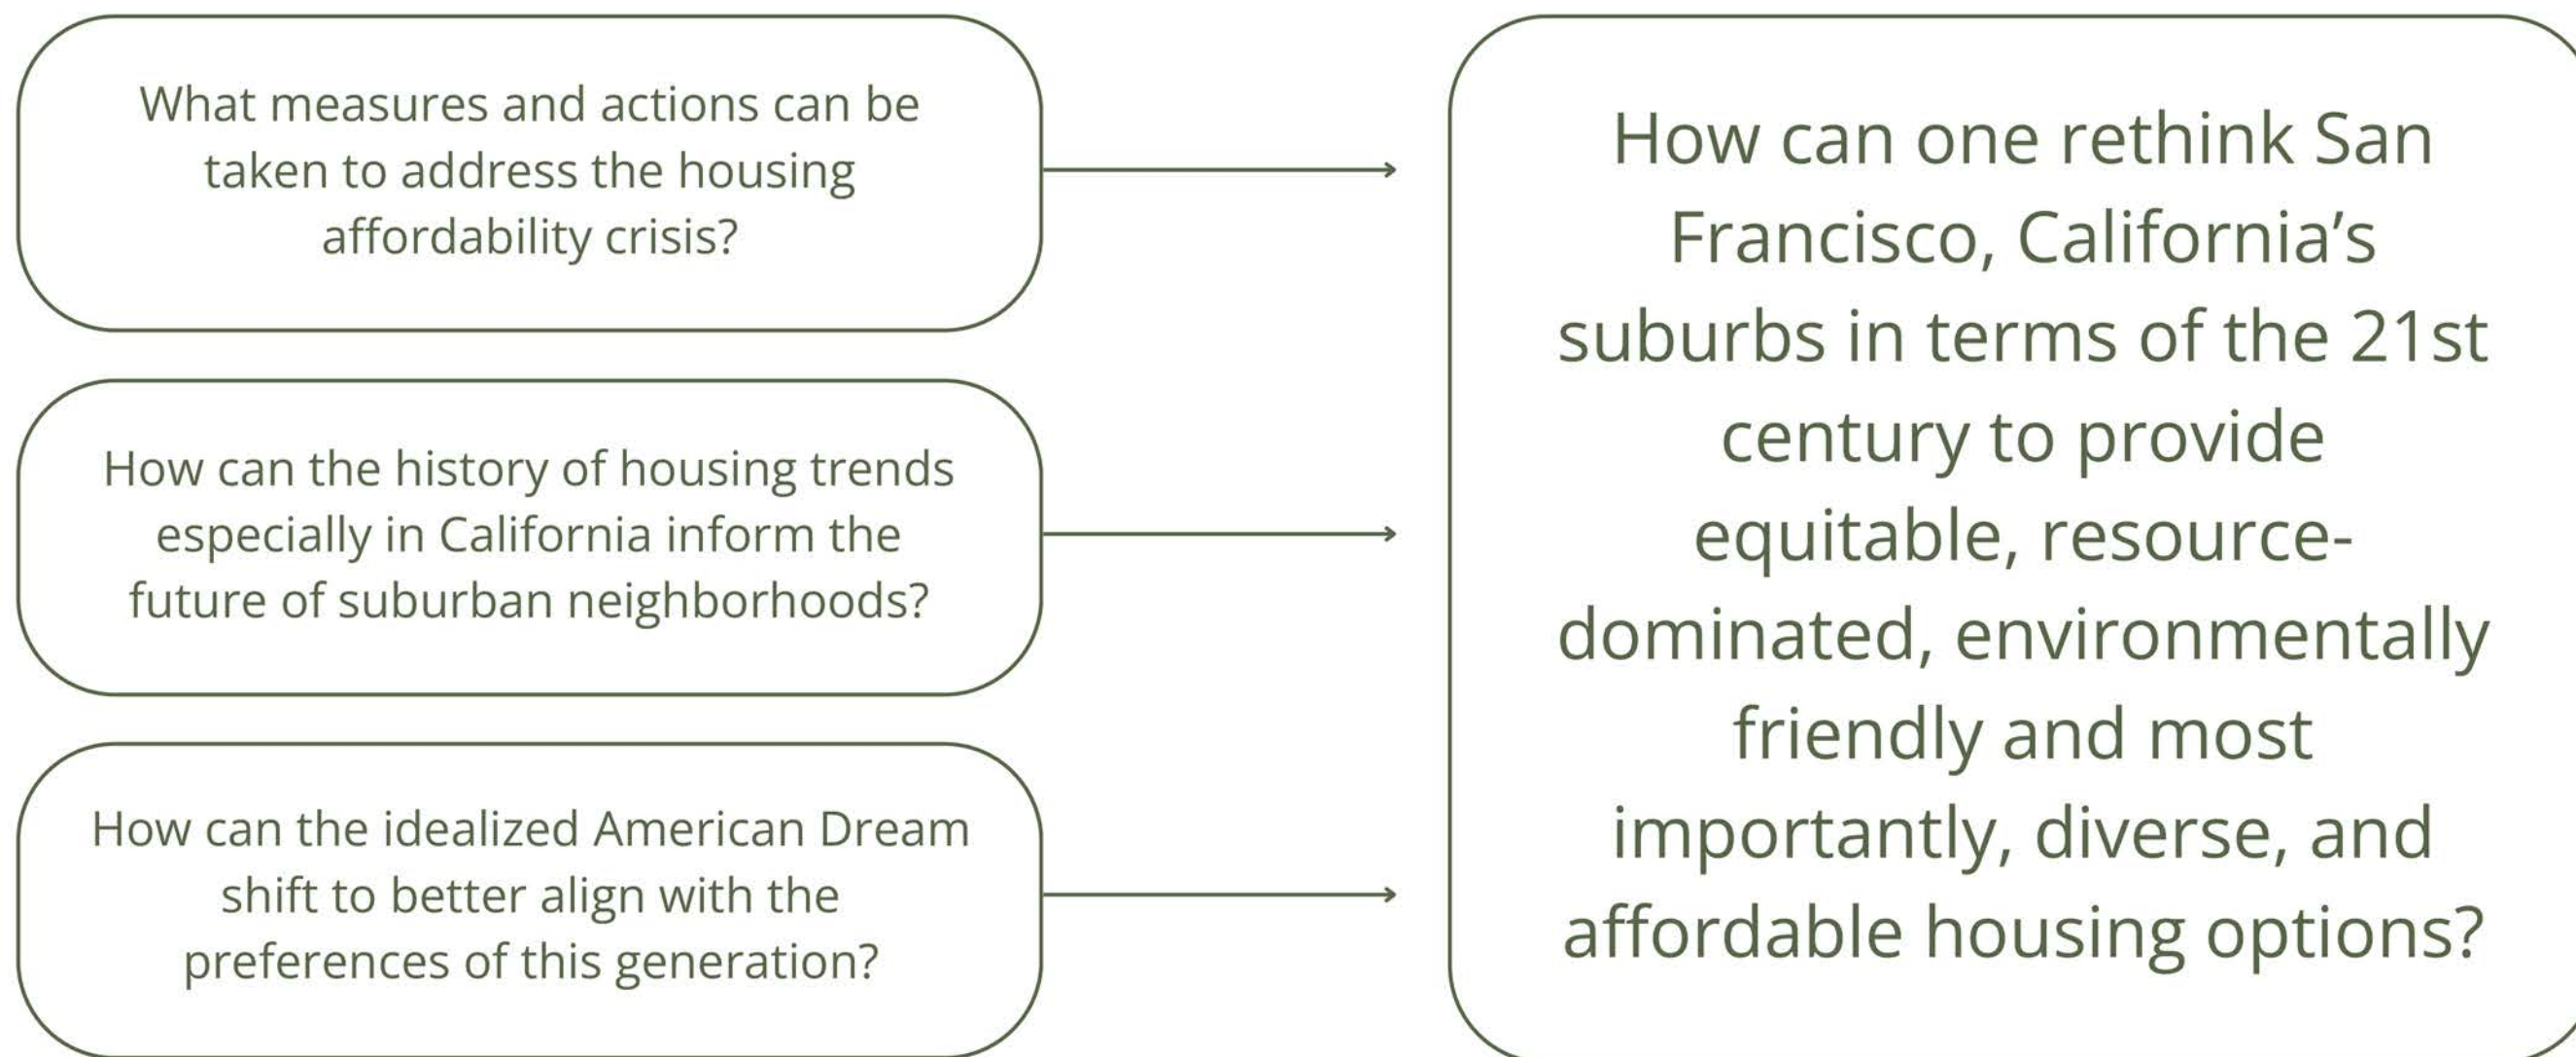 What measures and actions can be
taken to address the housing
affordability crisis?
How can the history of housing trends
especially in California inform the
future of suburban neighborhoods?
How can the idealized American Dream
shift to better align with the
preferences of this generation?
How can one rethink San
Francisco, California’s
suburbs in terms of the 21st
century to provide
equitable, resource-
dominated, environmentally
friendly and most
importantly, diverse, and
affordable housing options?